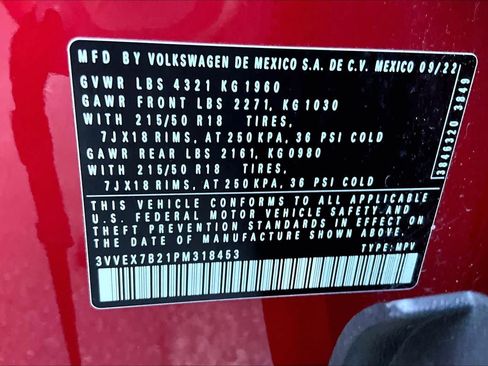 MFD BY VOLKSWAGEN DE MEXICO S.A. DE C.V. MEXICO 09/22
GVWR LBS 4321 KG 1960
GAWR FRONT LBS 2271, KG 1030
WITH 215/50 R18 TIRES,
7JX18 RIMS, AT 250 KPA, 36 PSI COLD
GAWR REAR LBS 2161, KG 0980
WITH 215/50 R18 TIRES,
7JX18 RIMS, AT 250 KPA, 36 PSI COLD
THIS VEHICLE CONFORMS TO ALL APPLICABLE
U.S. FEDERAL MOTOR VEHICLE SAFETY AND
THEFT PREVENTION STANDARDS IN EFFECT ON THE
DATE OF MANUFACTURE SHOWN ABOVE.
3VVEX7B21PM318453 TYPE: MPV
3840320 3849